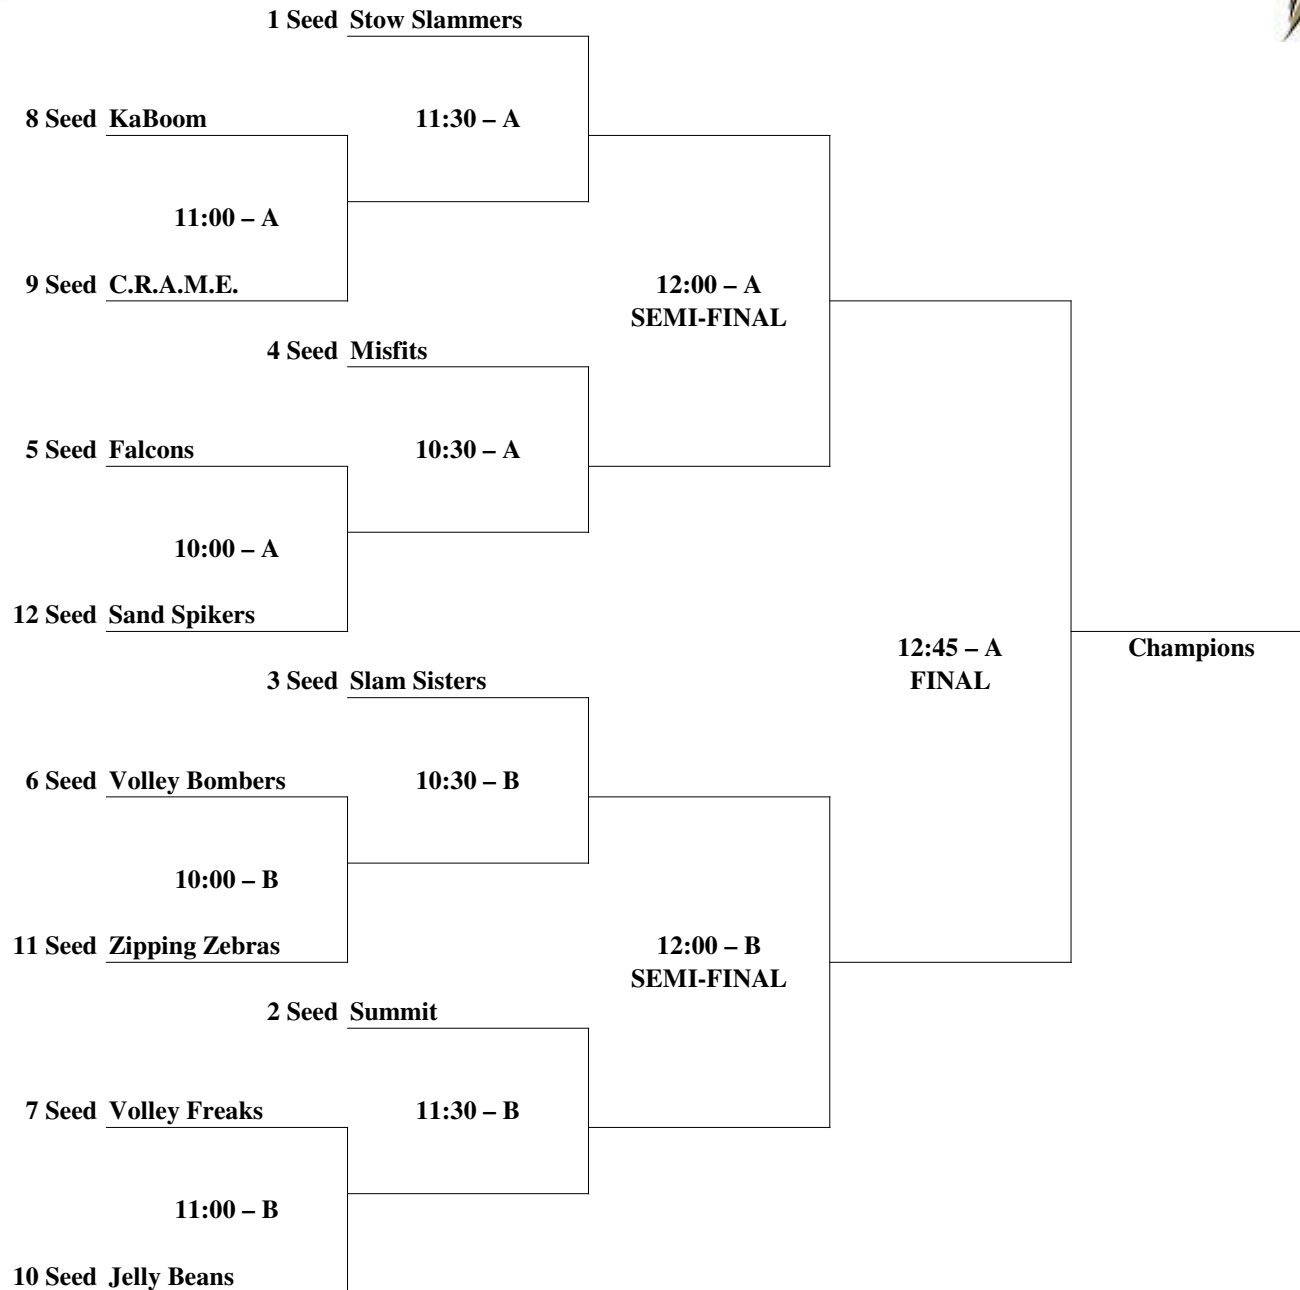 1 Seed Stow Slammers
8 Seed KaBoom
11:30 – A
11:00 – A
9 Seed C.R.A.M.E.
12:00 – A
SEMI-FINAL
4 Seed Misfits
5 Seed Falcons
10:30 – A
10:00 – A
12 Seed Sand Spikers
12:45 – A
FINAL
Champions
3 Seed Slam Sisters
6 Seed Volley Bombers
10:30 – B
10:00 – B
11 Seed Zipping Zebras
12:00 – B
SEMI-FINAL
2 Seed Summit
7 Seed Volley Freaks
11:30 – B
11:00 – B
10 Seed Jelly Beans